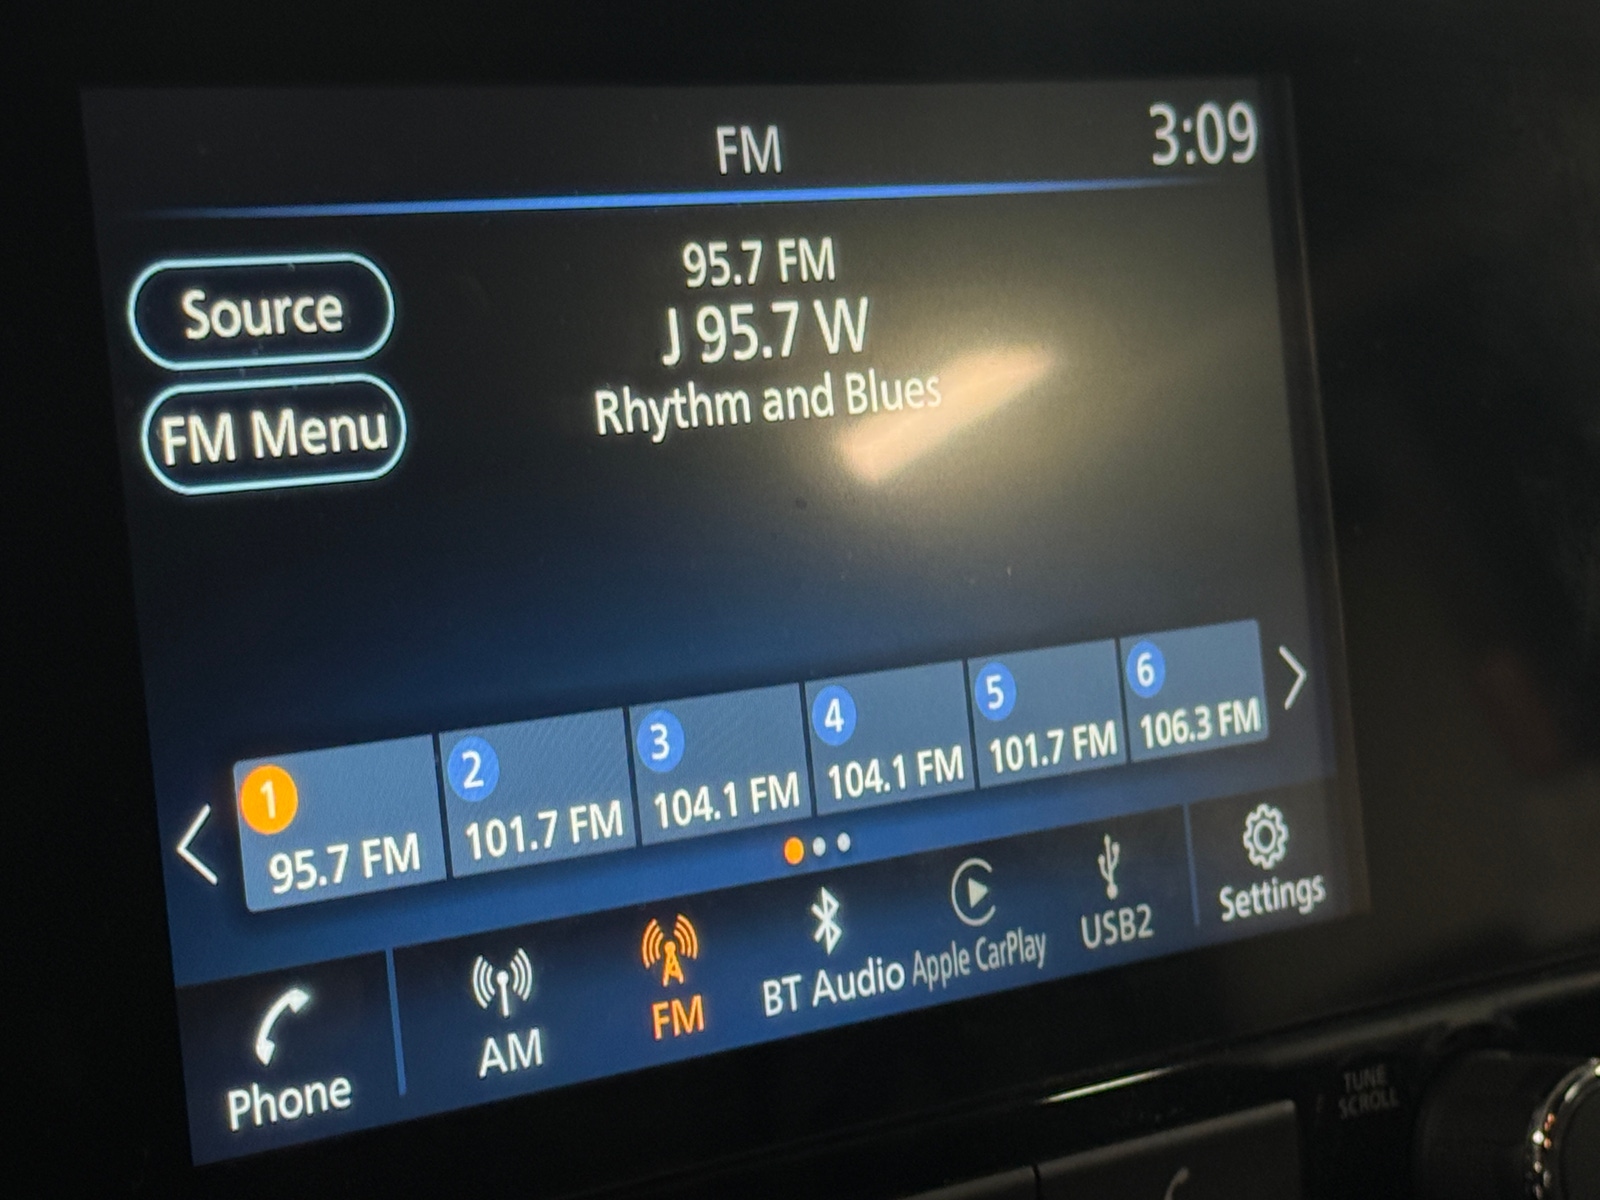 FM
3:09
Source
FM Menu
95.7 FM
J 95.7 W
Rhythm and Blues
1
95.7 FM
2
101.7 FM
3
104.1 FM
4
104.1 FM
5
101.7 FM
6
106.3 FM
Phone
AM
FM
BT Audio
Apple CarPlay
USB2
Settings
TUNE
SCROLL